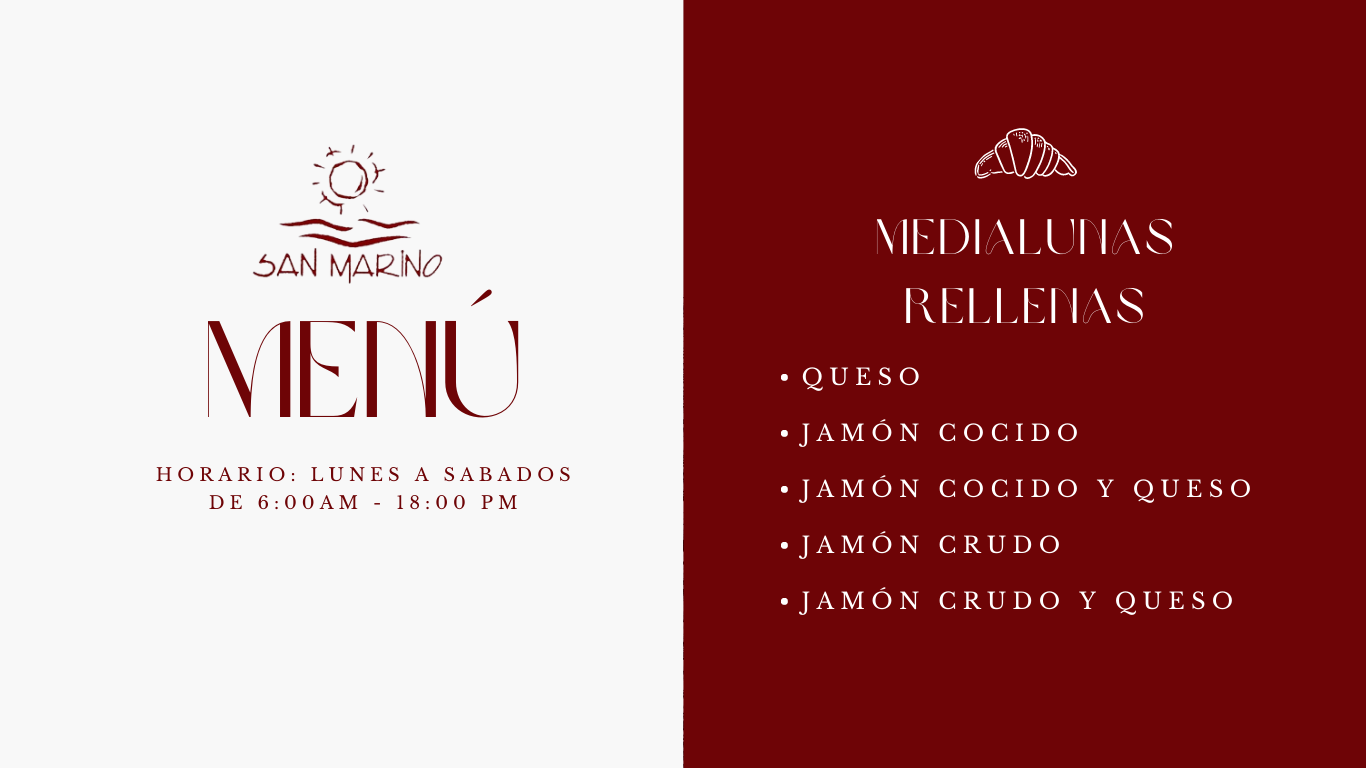 SAN MARINO
MENÚ
HORARIO: LUNES A SABADOS
DE 6:00AM - 18:00 PM
MEDIALUNAS
RELLENAS
• QUESO
• JAMÓN COCIDO
• JAMÓN COCIDO Y QUESO
• JAMÓN CRUDO
• JAMÓN CRUDO Y QUESO